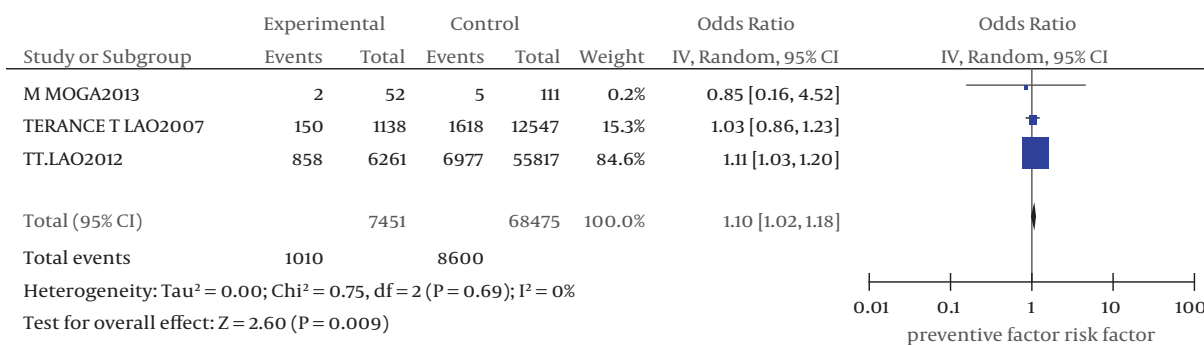 Experimental Control Odds Ratio Odds Ratio
Study or Subgroup Events Total Events Total Weight IV, Random, 95% CI IV, Random, 95% CI
M MOGA2013 2 52 5 111 0.2% 0.85 [0.16, 4.52]
TERANCE T LAO2007 150 1138 1618 12547 15.3% 1.03 [0.86, 1.23]
TT.LAO2012 858 6261 6977 55817 84.6% 1.11 [1.03, 1.20]
Total (95% CI) 7451 68475 100.0% 1.10 [1.02, 1.18]
Total events 1010 8600
Heterogeneity: Tau² = 0.00; Chi² = 0.75, df = 2 (P = 0.69); I² = 0%
Test for overall effect: Z = 2.60 (P = 0.009)
0.01 0.1 1 10 100
preventive factor risk factor